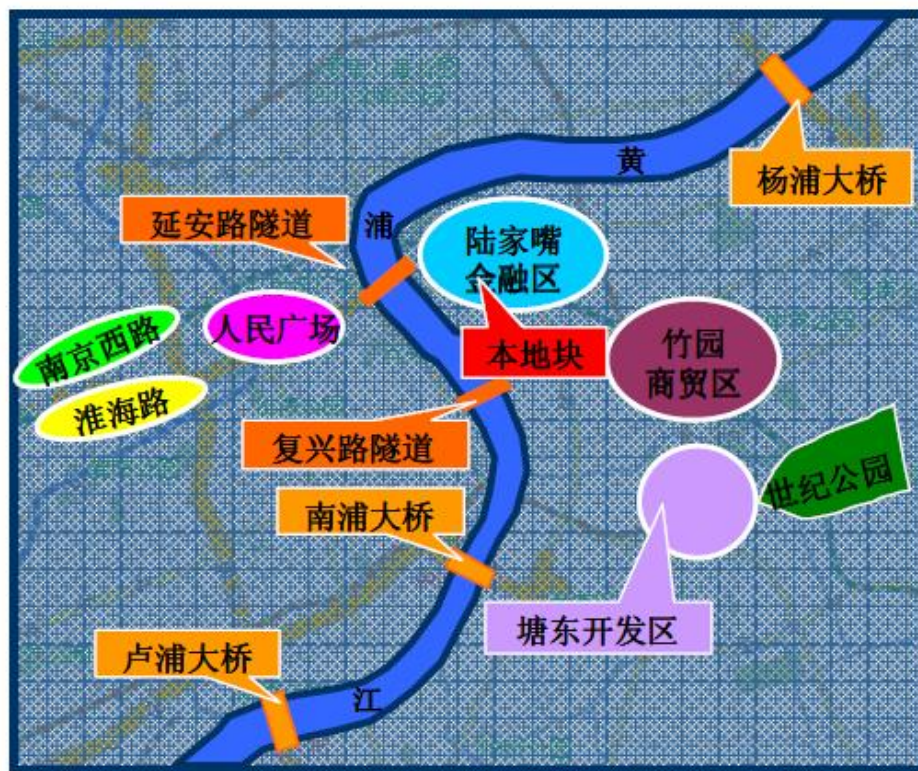 黄
杨浦大桥
延安路隧道
浦
陆家嘴
金融区
人民广场
南京西路
本地块
竹园
商贸区
淮海路
复兴路隧道
世纪公园
南浦大桥
塘东开发区
卢浦大桥
江